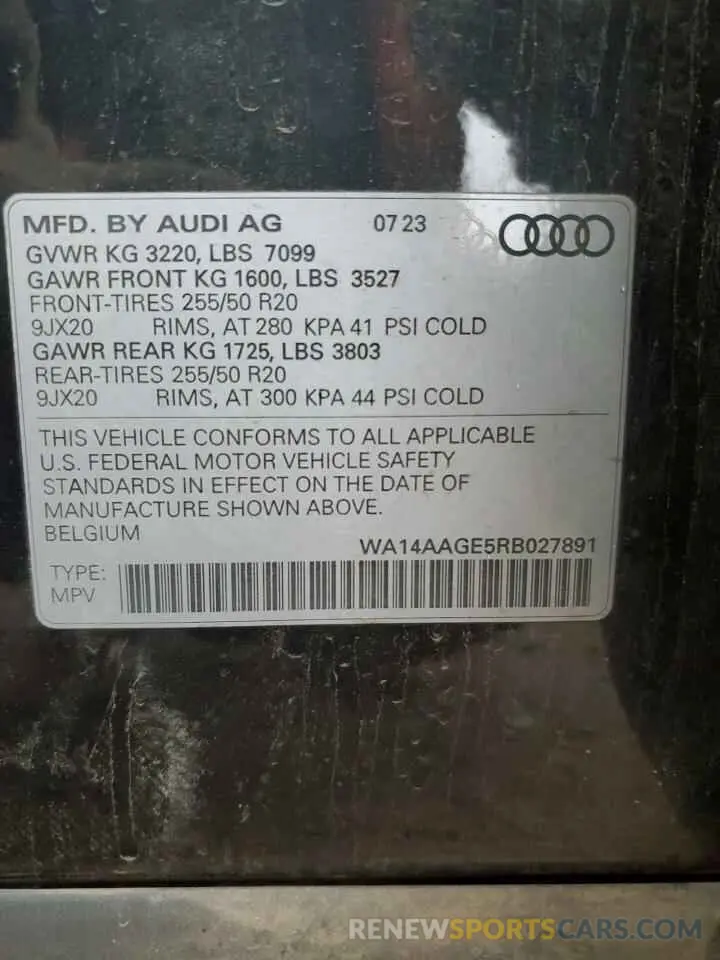 MFD. BY AUDI AG 07 23
GVWR KG 3220, LBS 7099
GAWR FRONT KG 1600, LBS 3527
FRONT-TIRES 255/50 R20
9JX20 RIMS, AT 280 KPA 41 PSI COLD
GAWR REAR KG 1725, LBS 3803
REAR-TIRES 255/50 R20
9JX20 RIMS, AT 300 KPA 44 PSI COLD
THIS VEHICLE CONFORMS TO ALL APPLICABLE
U.S. FEDERAL MOTOR VEHICLE SAFETY
STANDARDS IN EFFECT ON THE DATE OF
MANUFACTURE SHOWN ABOVE.
BELGIUM
WA14AAGE5RB027891
TYPE:
MPV
RENEWSPORTSCARS.COM